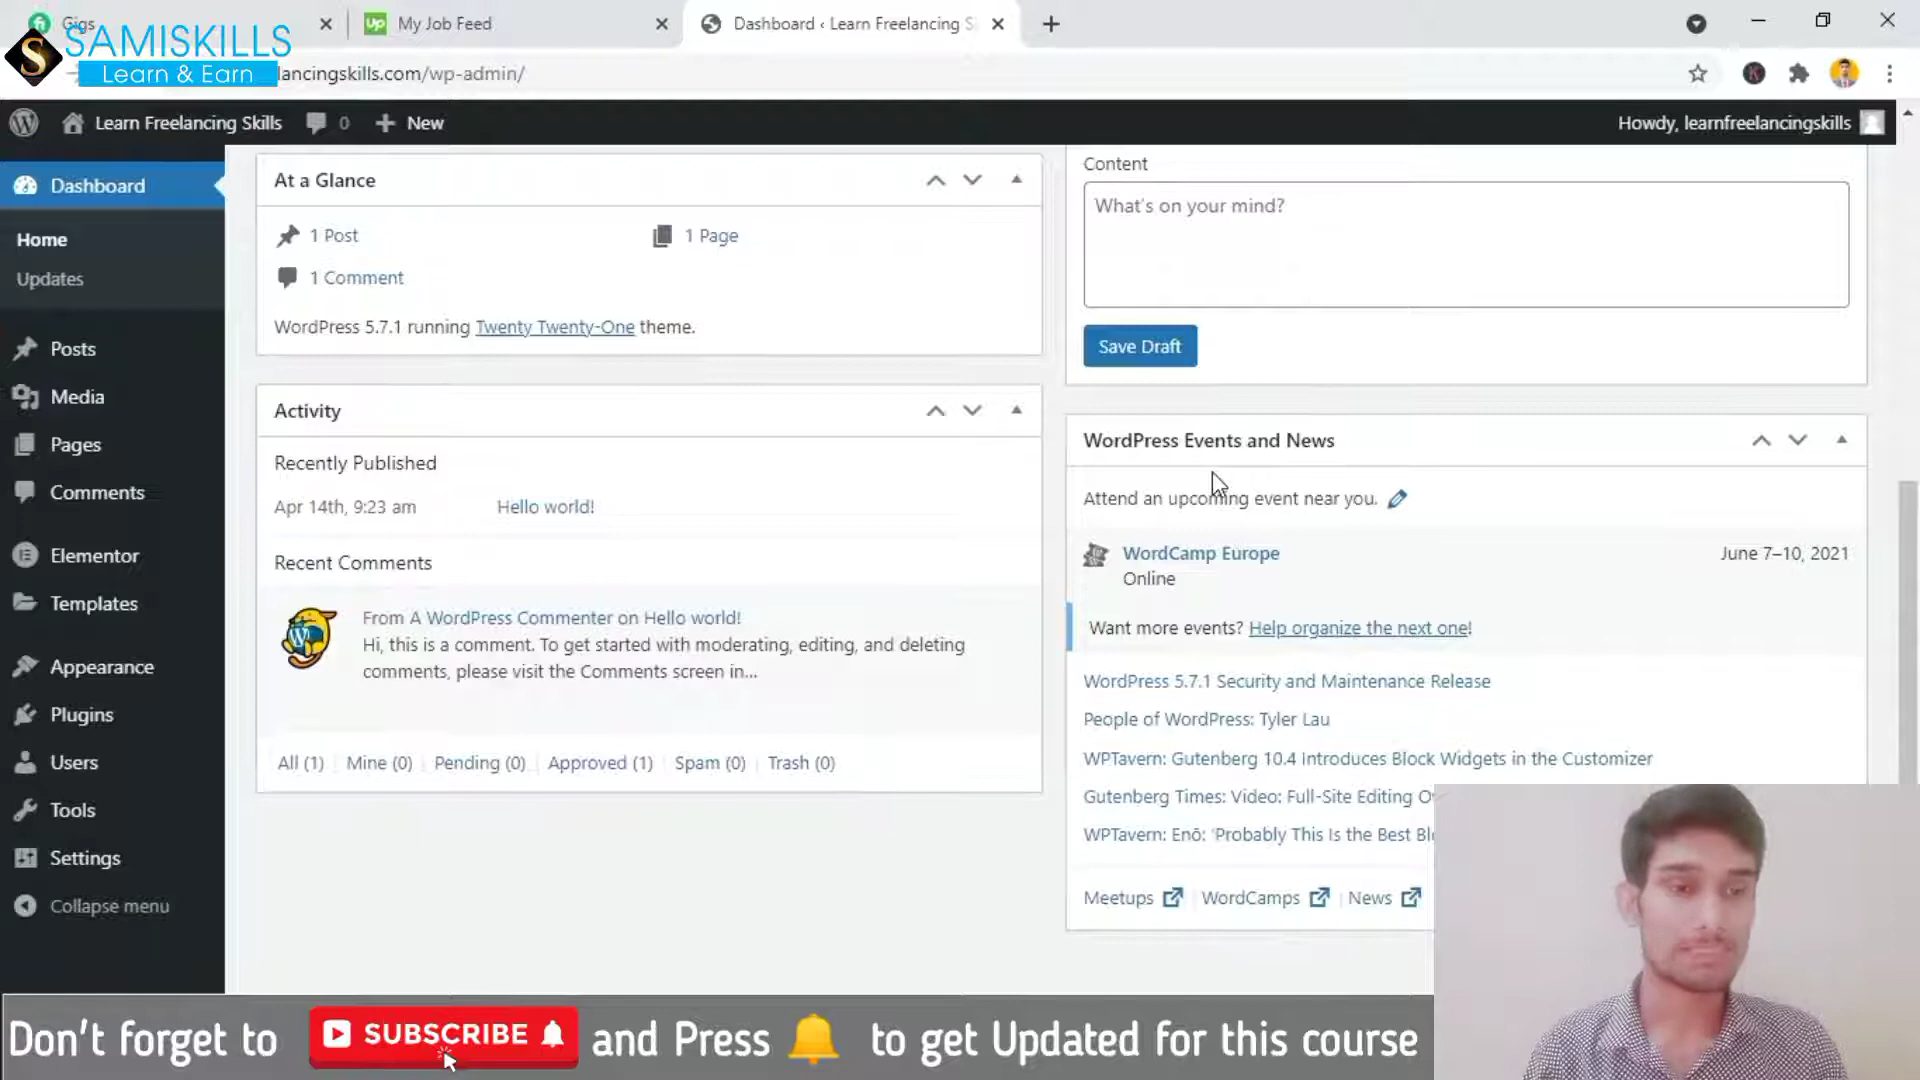 Gigs
My Job Feed
Dashboard ‹ Learn Freelancing S
SAMISKILLS
Learn & Earn
lancingskills.com/wp-admin/
Learn Freelancing Skills
0
New
Howdy, learnfreelancingskills
Dashboard
Home
Updates
Posts
Media
Pages
Comments
Elementor
Templates
Appearance
Plugins
Users
Tools
Settings
Collapse menu
At a Glance
1 Post
1 Page
1 Comment
WordPress 5.7.1 running Twenty Twenty-One theme.
Activity
Recently Published
Apr 14th, 9:23 am
Hello world!
Recent Comments
From A WordPress Commenter on Hello world!
Hi, this is a comment. To get started with moderating, editing, and deleting
comments, please visit the Comments screen in...
All (1) | Mine (0) | Pending (0) | Approved (1) | Spam (0) | Trash (0)
Content
What's on your mind?
Save Draft
WordPress Events and News
Attend an upcoming event near you.
WordCamp Europe
June 7–10, 2021
Online
Want more events? Help organize the next one!
WordPress 5.7.1 Security and Maintenance Release
People of WordPress: Tyler Lau
WPTavern: Gutenberg 10.4 Introduces Block Widgets in the Customizer
Gutenberg Times: Video: Full-Site Editing O
WPTavern: Enō: 'Probably This Is the Best Bl
Meetups | WordCamps | News
Don't forget to SUBSCRIBE and Press to get Updated for this course